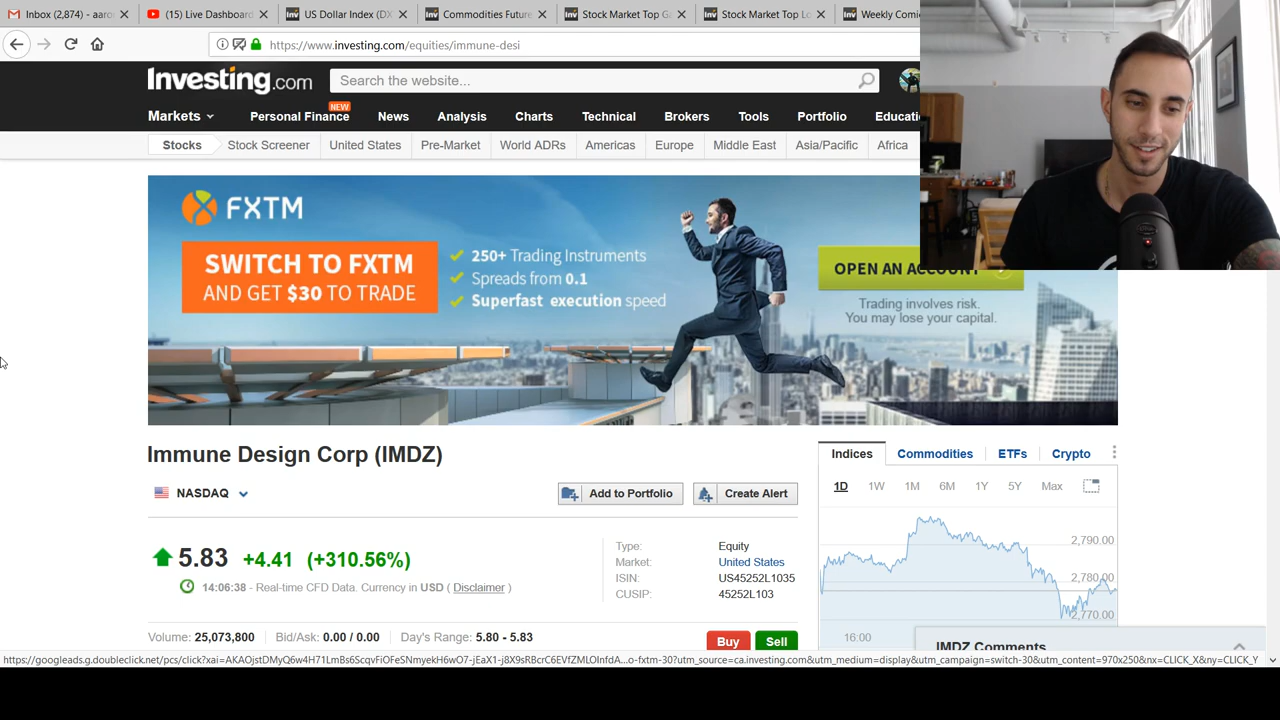 Inbox (2,874) - aaro
(15) Live Dashboard
US Dollar Index (DX
Commodities Future
Stock Market Top G
Stock Market Top Lo
Weekly Comic
https://www.investing.com/equities/immune-desi
Investing.com
Search the website...
Markets
Personal Finance
NEW
News
Analysis
Charts
Technical
Brokers
Tools
Portfolio
Educati
Stocks
Stock Screener
United States
Pre-Market
World ADRs
Americas
Europe
Middle East
Asia/Pacific
Africa
FXTM
SWITCH TO FXTM
AND GET $30 TO TRADE
250+ Trading Instruments
Spreads from 0.1
Superfast execution speed
OPEN AN ACCOUNT
Trading involves risk.
You may lose your capital.
Immune Design Corp (IMDZ)
NASDAQ
Add to Portfolio
Create Alert
5.83 +4.41 (+310.56%)
14:06:38 - Real-time CFD Data. Currency in USD ( Disclaimer )
Type: Equity
Market: United States
ISIN: US45252L1035
CUSIP: 45252L103
Volume: 25,073,800
Bid/Ask: 0.00 / 0.00
Day's Range: 5.80 - 5.83
Buy
Sell
Indices
Commodities
ETFs
Crypto
1D
1W
1M
6M
1Y
5Y
Max
2,790.00
2,780.00
2,770.00
16:00
IMDZ Comments